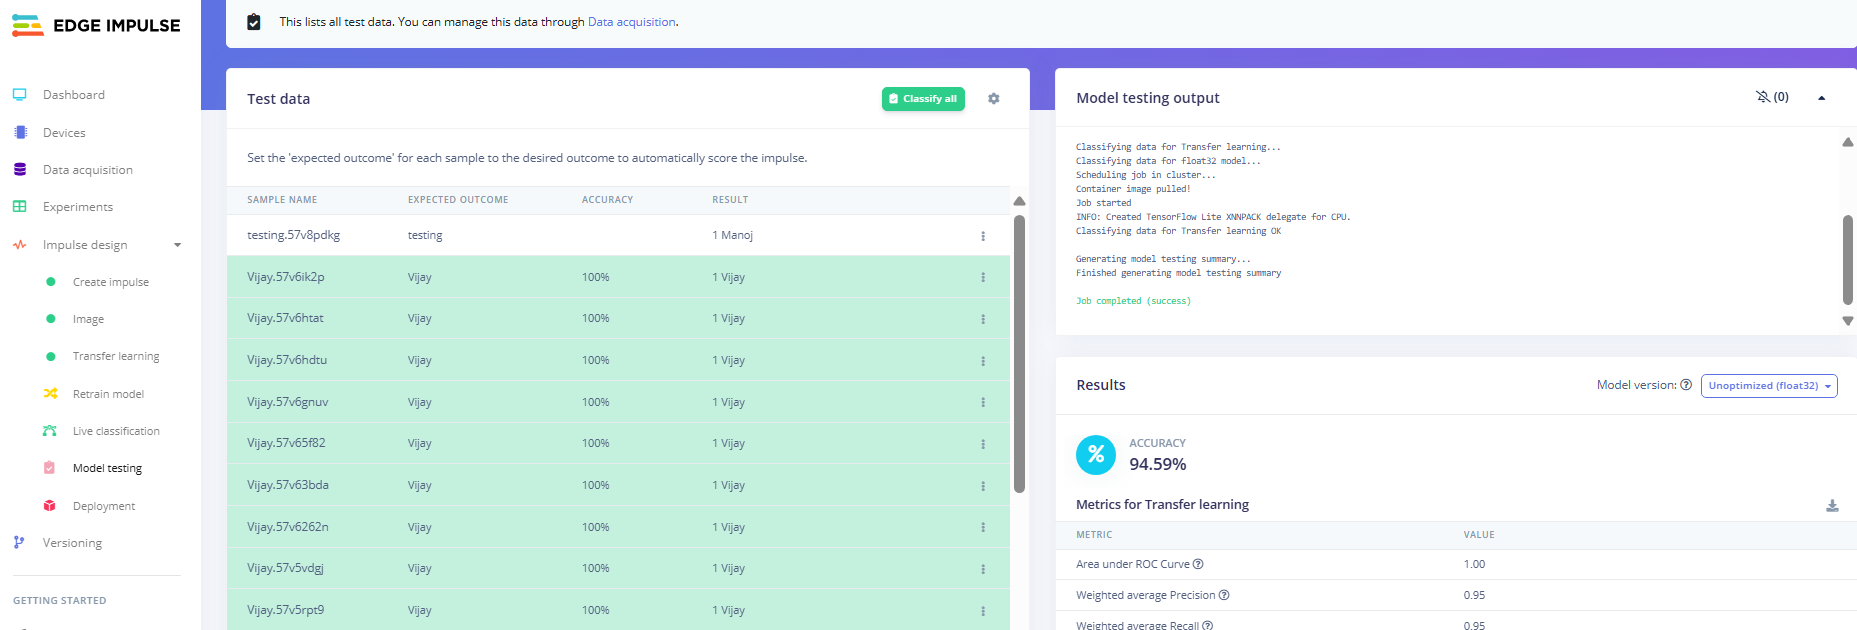 EDGE IMPULSE
Dashboard
Devices
Data acquisition
Experiments
Impulse design
Create impulse
Image
Transfer learning
Retrain model
Live classification
Model testing
Deployment
Versioning
GETTING STARTED
This lists all test data. You can manage this data through Data acquisition.
Test data
Classify all
Set the 'expected outcome' for each sample to the desired outcome to automatically score the impulse.
SAMPLE NAME EXPECTED OUTCOME ACCURACY RESULT
testing.57v8pdkg testing 1 Manoj
Vijay.57v6ik2p Vijay 100% 1 Vijay
Vijay.57v6htat Vijay 100% 1 Vijay
Vijay.57v6hdtu Vijay 100% 1 Vijay
Vijay.57v6gnuv Vijay 100% 1 Vijay
Vijay.57v65f82 Vijay 100% 1 Vijay
Vijay.57v63bda Vijay 100% 1 Vijay
Vijay.57v6262n Vijay 100% 1 Vijay
Vijay.57v5vdgj Vijay 100% 1 Vijay
Vijay.57v5rpt9 Vijay 100% 1 Vijay
Model testing output
(0)
Classifying data for Transfer learning...
Classifying data for float32 model...
Scheduling job in cluster...
Container image pulled!
Job started
INFO: Created TensorFlow Lite XNNPACK delegate for CPU.
Classifying data for Transfer learning OK
Generating model testing summary...
Finished generating model testing summary
Job completed (success)
Results
Model version: ? Unoptimized (float32)
%
ACCURACY
94.59%
Metrics for Transfer learning
METRIC VALUE
Area under ROC Curve ? 1.00
Weighted average Precision ? 0.95
Weighted average Recall ? 0.95